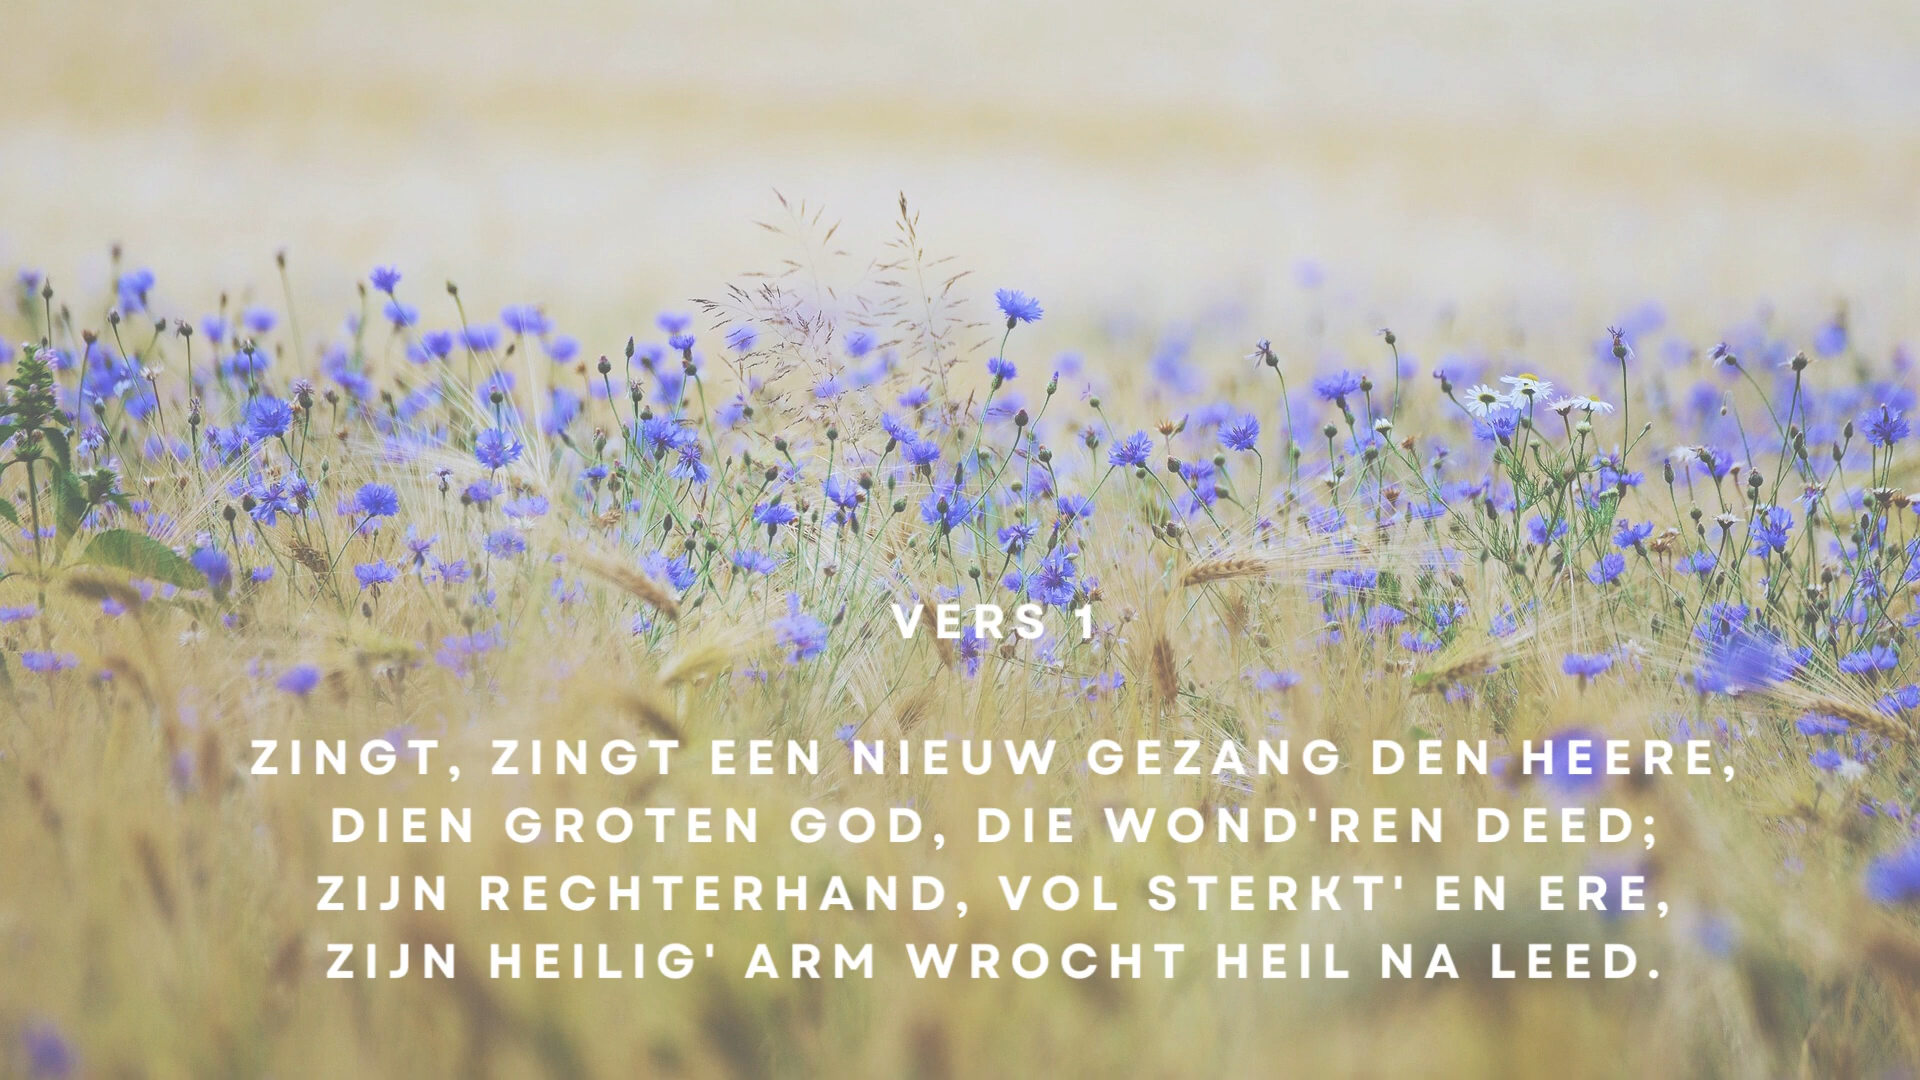 VERS 1
ZINGT, ZINGT EEN NIEUW GEZANG DEN HEERE,
DIEN GROTEN GOD, DIE WOND'REN DEED;
ZIJN RECHTERHAND, VOL STERKT' EN ERE,
ZIJN HEILIG' ARM WROCHT HEIL NA LEED.